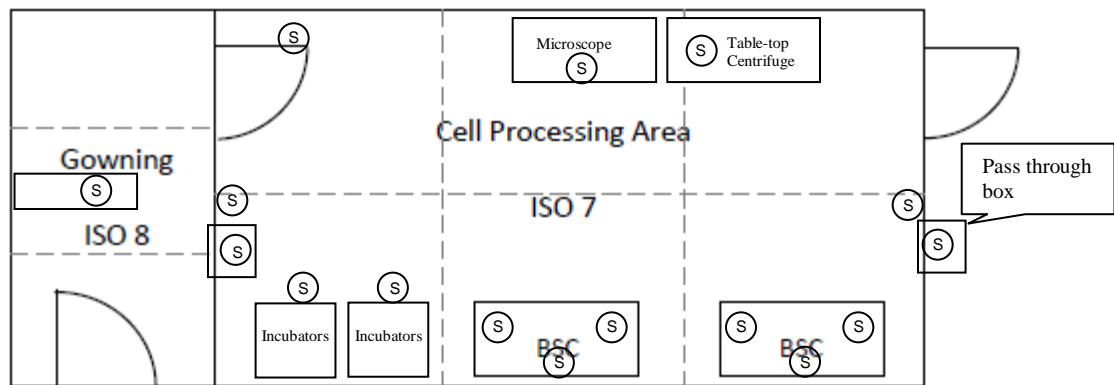 S
Microscope
S
S
Table-top
Centrifuge
Cell Processing Area
Gowning
Pass through
box
S
S
S
ISO 7
ISO 8
S
S
S
S
Incubators
Incubators
S
S
BSC
S
S
S
BSC
S